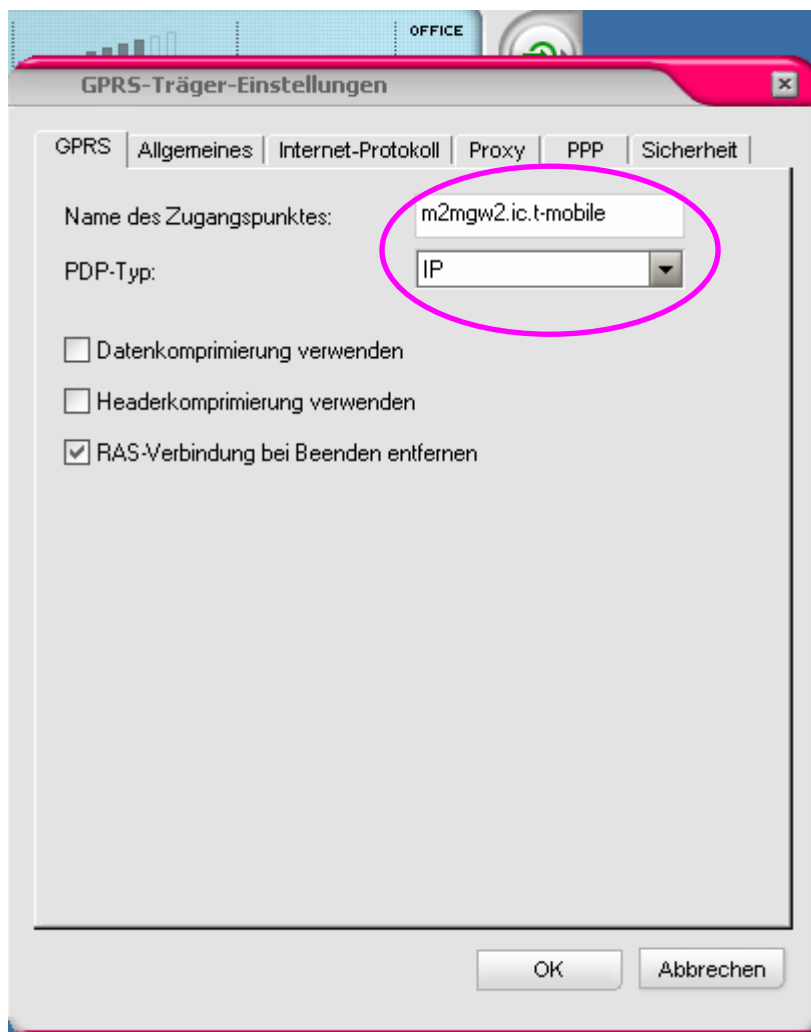 OFFICE
GPRS-Träger-Einstellungen
GPRS Allgemeines Internet-Protokoll Proxy PPP Sicherheit
Name des Zugangspunktes: m2mgw2.ic.t-mobile
PDP-Typ: IP
Datenkomprimierung verwenden
Headerkomprimierung verwenden
RAS-Verbindung bei Beenden entfernen
OK Abbrechen